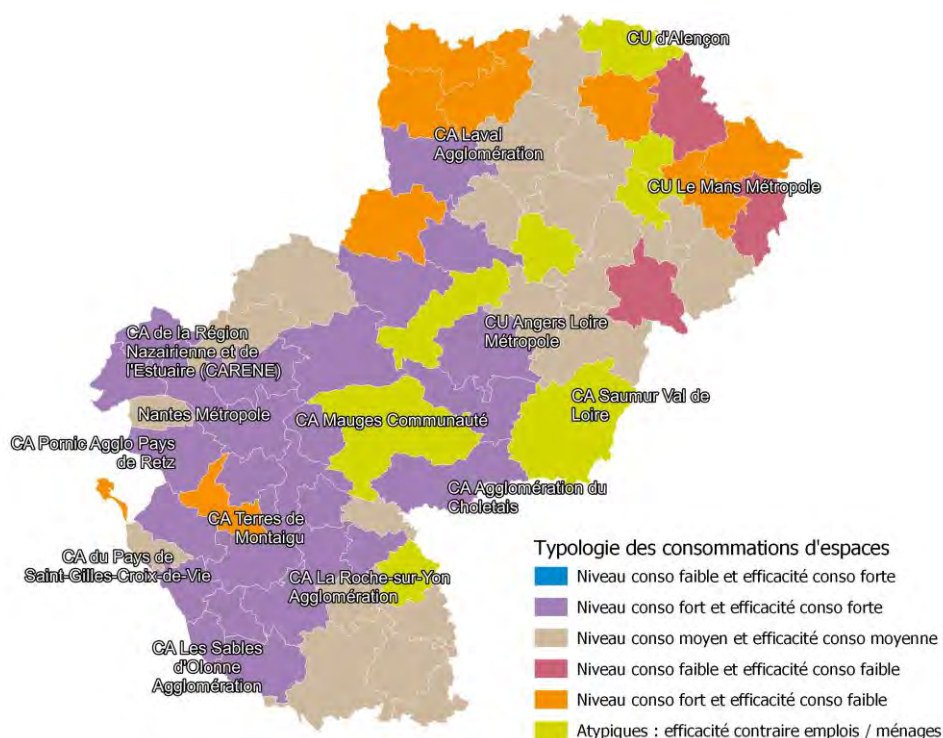 CU d'Alençon
CA Laval
Agglomération
CU Le Mans Métropole
CA de la Région
Nazairienne et de
l'Estuaire (CARENE)
CU Angers Loire
Métropole
Nantes Métropole
CA Mauges Communauté
CA Saumur Val de
Loire
CA Pornic Agglo Pays
de Retz
CA Agglomération du
Choletais
CA Terres de
Montaigu
CA du Pays de
Saint-Gilles-Croix-de-Vie
CA La Roche-sur-Yon
Agglomération
CA Les Sables
d'Olonne
Agglomération
Typologie des consommations d'espaces
Niveau conso faible et efficacité conso forte
Niveau conso fort et efficacité conso forte
Niveau conso moyen et efficacité conso moyenne
Niveau conso faible et efficacité conso faible
Niveau conso fort et efficacité conso faible
Atypiques : efficacité contraire emplois / ménages